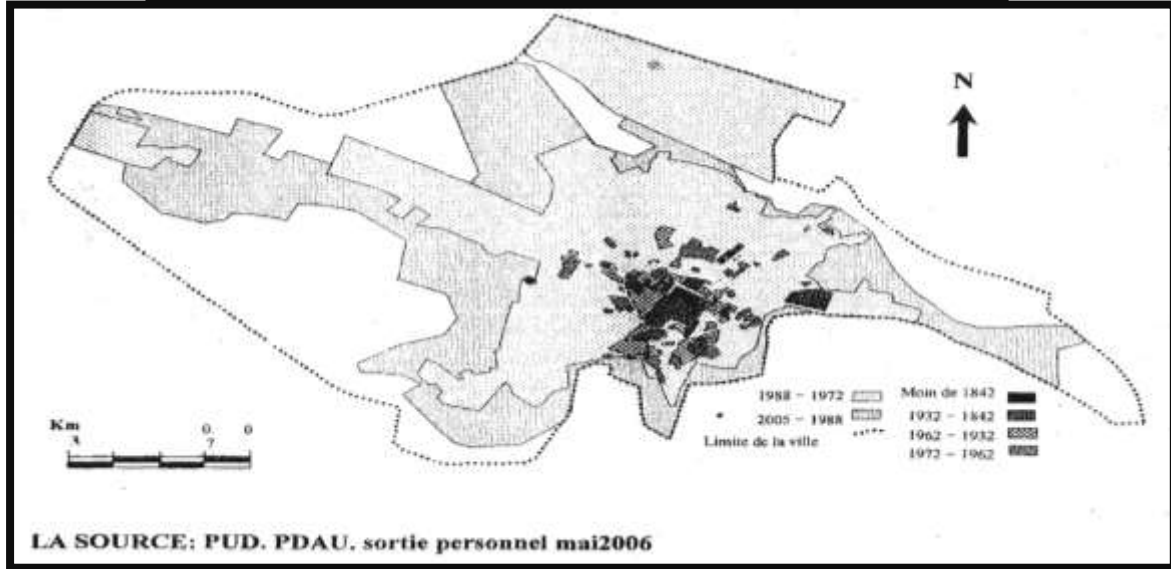 N
1988 - 1972
2005 - 1988
Limite de la ville
Moin de 1842
1932 - 1842
1962 - 1932
1972 - 1962
Km
3 0. 0
7
LA SOURCE: PUD. PDAU. sortie personnel mai2006